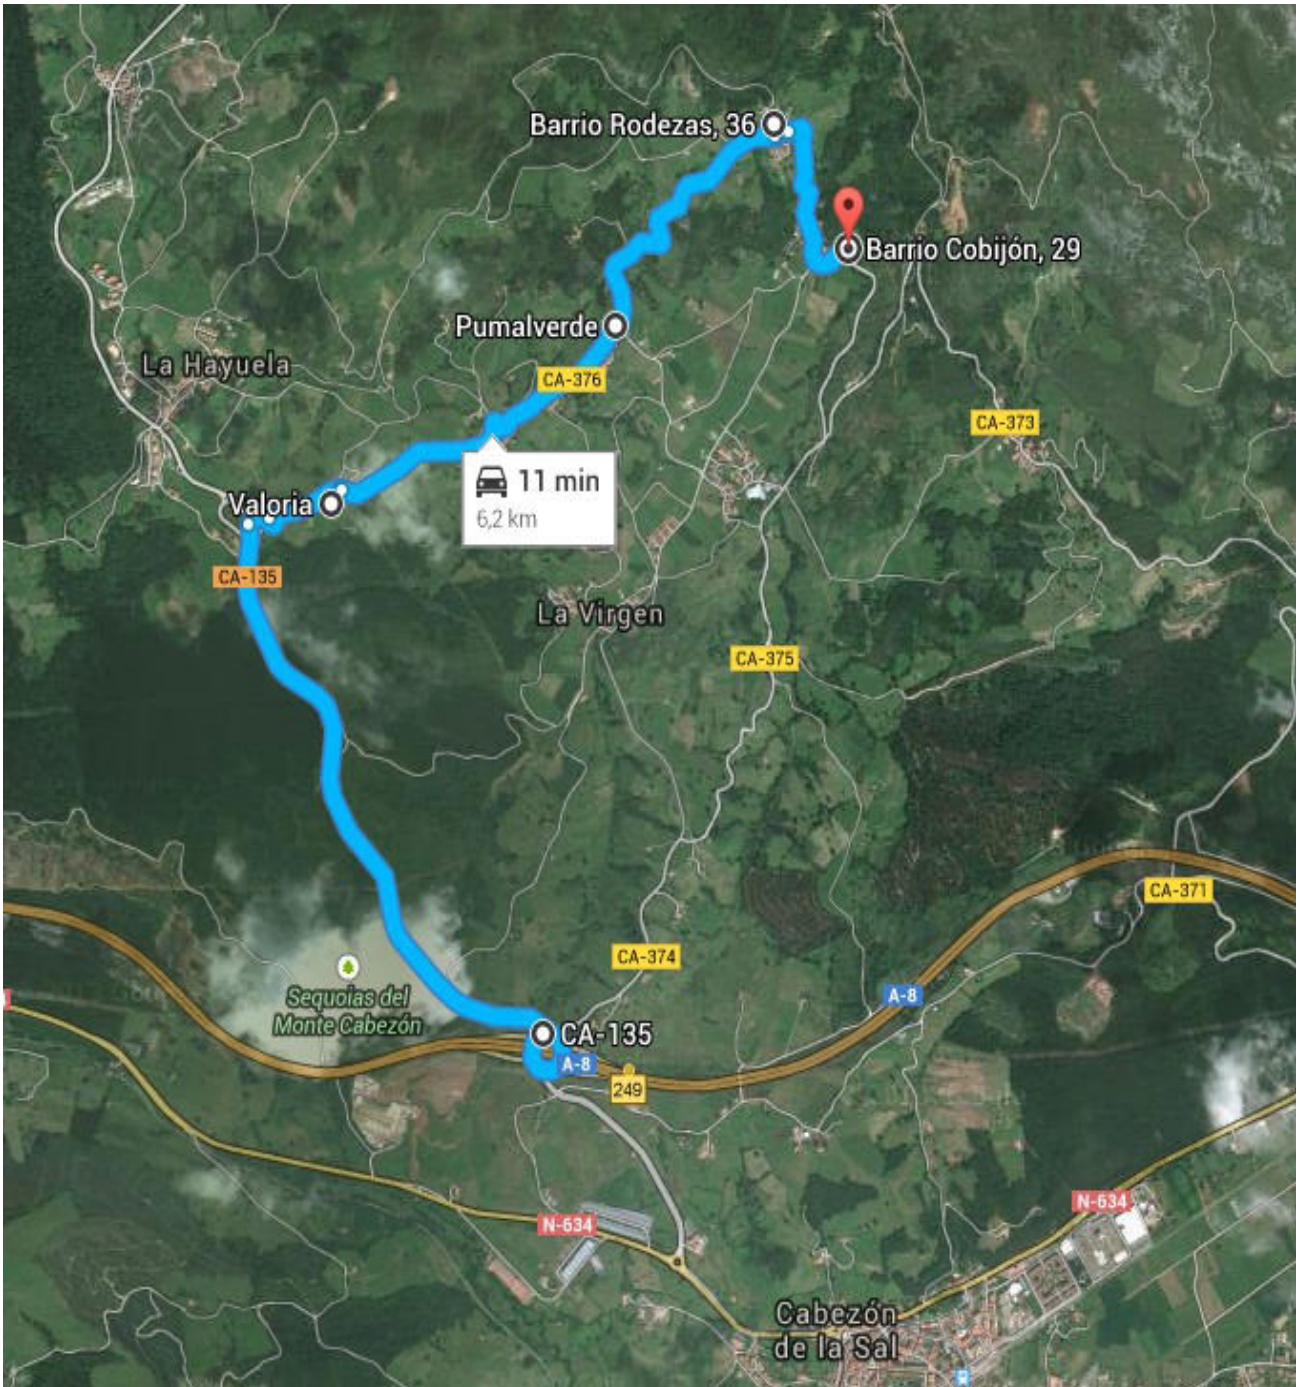 Barrio Rodezas, 36
Barrio Cobijón, 29
Pumalverde
La Hayuela
CA-376
CA-373
11 min
6,2 km
Valoria
CA-135
La Virgen
CA-375
CA-371
CA-374
Sequoias del
Monte Cabezón
A-8
CA-135
A-8
249
N-634
N-634
Cabezón
de la Sal